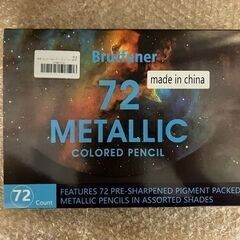 Brutfuner
made in china
72
METALLIC
COLORED PENCIL
72
Count
FEATURES 72 PRE-SHARPENED PIGMENT PACKED
METALLIC PENCILS IN ASSORTED SHADES